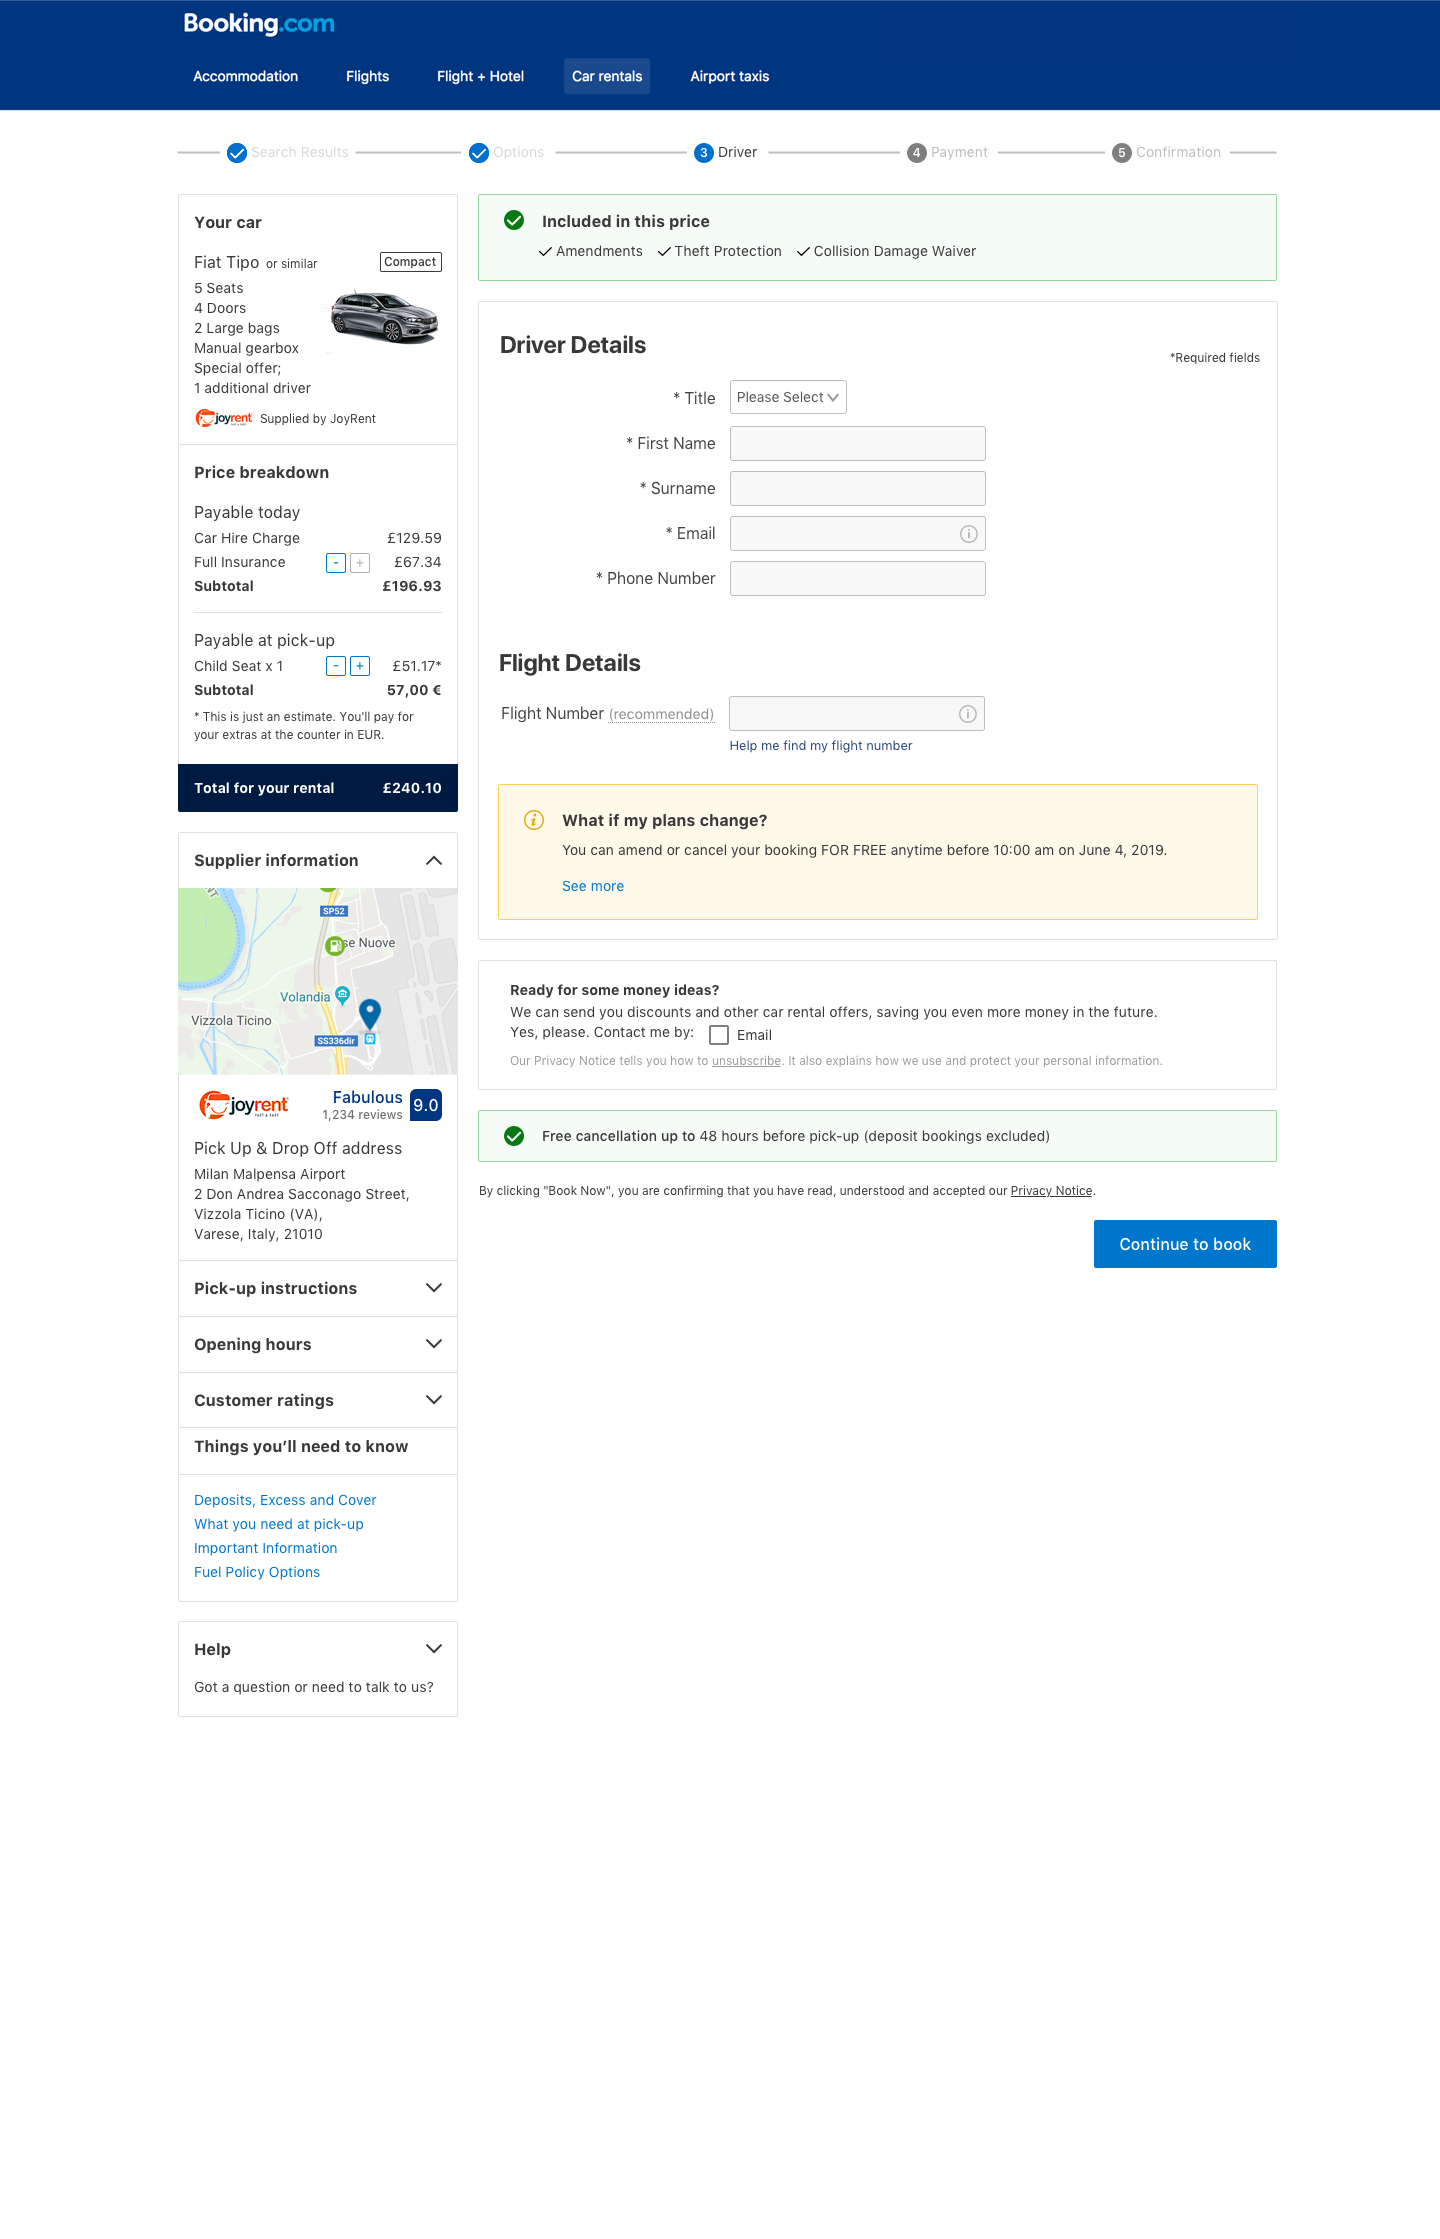 Booking.com
Accommodation Flights Flight + Hotel Car rentals Airport taxis
Search Results Options 3 Driver 4 Payment 5 Confirmation
Your car
Fiat Tipo or similar Compact
5 Seats
4 Doors
2 Large bags
Manual gearbox
Special offer;
1 additional driver
joyrent Supplied by JoyRent
Price breakdown
Payable today
Car Hire Charge £129.59
Full Insurance - + £67.34
Subtotal £196.93
Payable at pick-up
Child Seat x 1 - + £51.17*
Subtotal 57,00 €
* This is just an estimate. You'll pay for
your extras at the counter in EUR.
Total for your rental £240.10
Supplier information
SP52
se Nuove
Volandia
Vizzola Ticino
SS336dir
joyrent
FAST & EASY
Fabulous 9.0
1,234 reviews
Pick Up & Drop Off address
Milan Malpensa Airport
2 Don Andrea Sacconago Street,
Vizzola Ticino (VA),
Varese, Italy, 21010
Pick-up instructions
Opening hours
Customer ratings
Things you’ll need to know
Deposits, Excess and Cover
What you need at pick-up
Important Information
Fuel Policy Options
Help
Got a question or need to talk to us?
Included in this price
Amendments Theft Protection Collision Damage Waiver
Driver Details
*Required fields
* Title Please Select
* First Name
* Surname
* Email
* Phone Number
Flight Details
Flight Number (recommended)
Help me find my flight number
What if my plans change?
You can amend or cancel your booking FOR FREE anytime before 10:00 am on June 4, 2019.
See more
Ready for some money ideas?
We can send you discounts and other car rental offers, saving you even more money in the future.
Yes, please. Contact me by: Email
Our Privacy Notice tells you how to unsubscribe. It also explains how we use and protect your personal information.
Free cancellation up to 48 hours before pick-up (deposit bookings excluded)
By clicking "Book Now", you are confirming that you have read, understood and accepted our Privacy Notice.
Continue to book